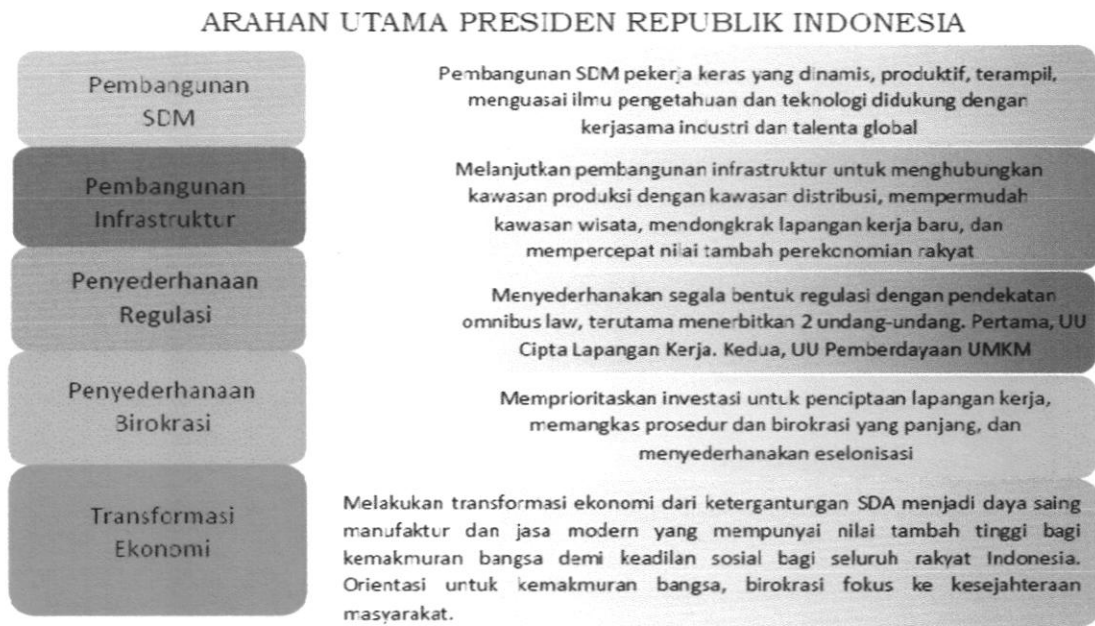 ARAHAN UTAMA PRESIDEN REPUBLIK INDONESIA
Pembangunan
SDM
Pembangunan SDM pekerja keras yang dinamis, produktif, terampil,
menguasai ilmu pengetahuan dan teknologi didukung dengan
kerjasama industri dan talenta global
Pembangunan
Infrastruktur
Melanjutkan pembangunan infrastruktur untuk menghubungkan
kawasan produksi dengan kawasan distribusi, mempermudah
kawasan wisata, mendongkrak lapangan kerja baru, dan
mempercepat nilai tambah perekonomian rakyat
Penyederhanaan
Regulasi
Menyederhanakan segala bentuk regulasi dengan pendekatan
omnibus law, terutama menerbitkan 2 undang-undang. Pertama, UU
Cipta Lapangan Kerja. Kedua, UU Pemberdayaan UMKM
Penyederhanaan
Birokrasi
Memprioritaskan investasi untuk penciptaan lapangan kerja,
memangkas prosedur dan birokrasi yang panjang, dan
menyederhanakan eselonisasi
Transformasi
Ekonomi
Melakukan transformasi ekonomi dari ketergantungan SDA menjadi daya saing
manufaktur dan jasa modern yang mempunyai nilai tambah tinggi bagi
kemakmuran bangsa demi keadilan sosial bagi seluruh rakyat Indonesia.
Orientasi untuk kemakmuran bangsa, birokrasi fokus ke kesejahteraan
masyarakat.